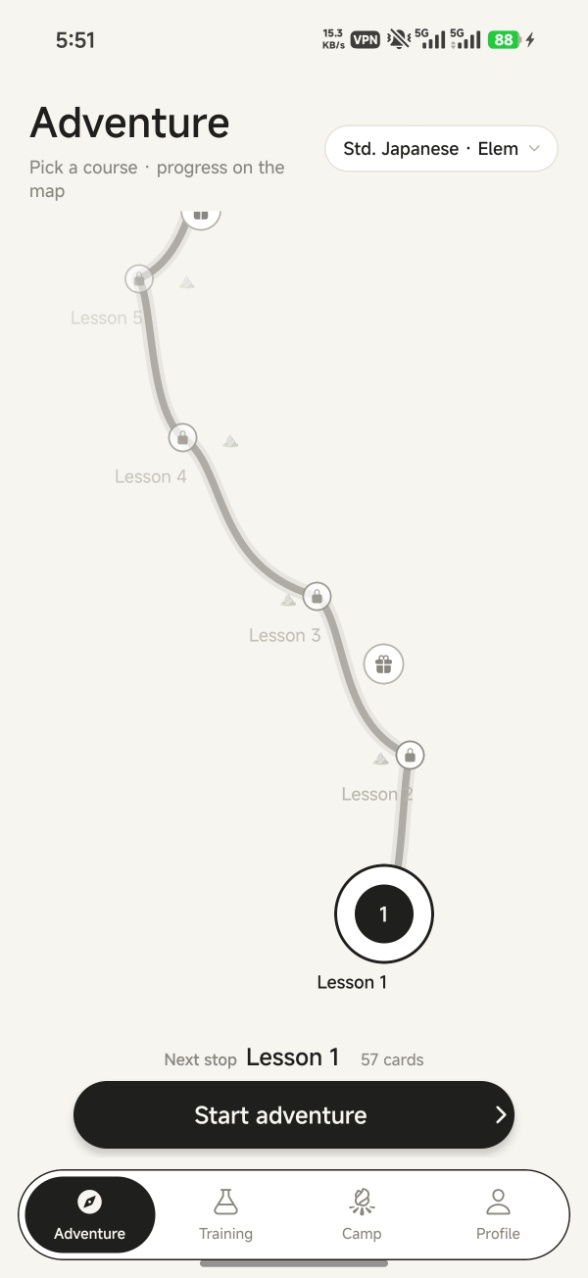 5:51
15.3
KB/s
VPN
5G
5G
88
Adventure
Pick a course · progress on the
map
Std. Japanese · Elem
Lesson 5
Lesson 4
Lesson 3
Lesson 2
1
Lesson 1
Next stop Lesson 1 57 cards
Start adventure
Adventure
Training
Camp
Profile